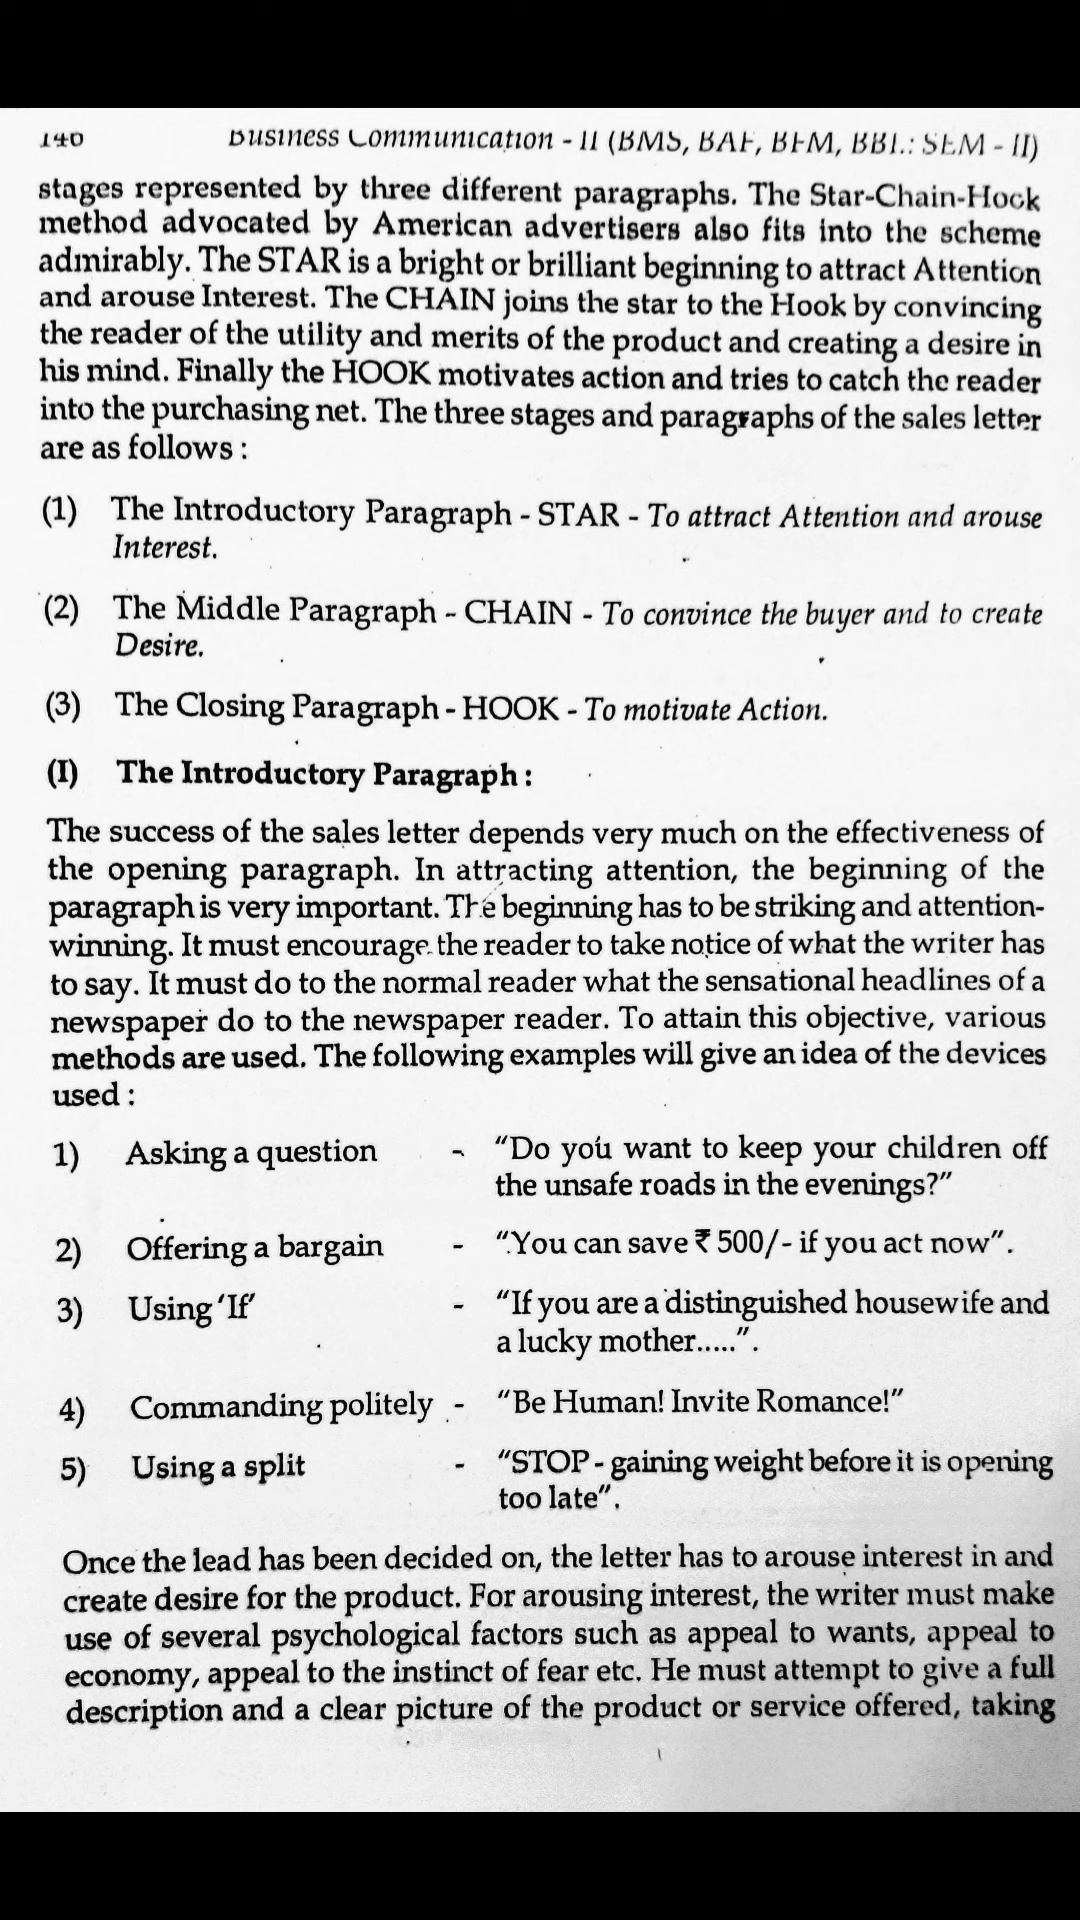 140 Business Communication - II (BMS, BAF, BFM, BBI.: SEM - II)
stages represented by three different paragraphs. The Star-Chain-Hook
method advocated by American advertisers also fits into the scheme
admirably. The STAR is a bright or brilliant beginning to attract Attention
and arouse Interest. The CHAIN joins the star to the Hook by convincing
the reader of the utility and merits of the product and creating a desire in
his mind. Finally the HOOK motivates action and tries to catch the reader
into the purchasing net. The three stages and paragraphs of the sales letter
are as follows :
(1) The Introductory Paragraph - STAR - To attract Attention and arouse
Interest.
(2) The Middle Paragraph - CHAIN - To convince the buyer and to create
Desire.
(3) The Closing Paragraph - HOOK - To motivate Action.
(I) The Introductory Paragraph :
The success of the sales letter depends very much on the effectiveness of
the opening paragraph. In attracting attention, the beginning of the
paragraph is very important. The beginning has to be striking and attention-
winning. It must encourage the reader to take notice of what the writer has
to say. It must do to the normal reader what the sensational headlines of a
newspaper do to the newspaper reader. To attain this objective, various
methods are used. The following examples will give an idea of the devices
used :
1) Asking a question - "Do you want to keep your children off
the unsafe roads in the evenings?"
2) Offering a bargain - "You can save ₹ 500/- if you act now".
3) Using 'If' - "If you are a distinguished housewife and
a lucky mother.....".
4) Commanding politely - "Be Human! Invite Romance!"
5) Using a split - "STOP - gaining weight before it is opening
too late".
Once the lead has been decided on, the letter has to arouse interest in and
create desire for the product. For arousing interest, the writer must make
use of several psychological factors such as appeal to wants, appeal to
economy, appeal to the instinct of fear etc. He must attempt to give a full
description and a clear picture of the product or service offered, taking